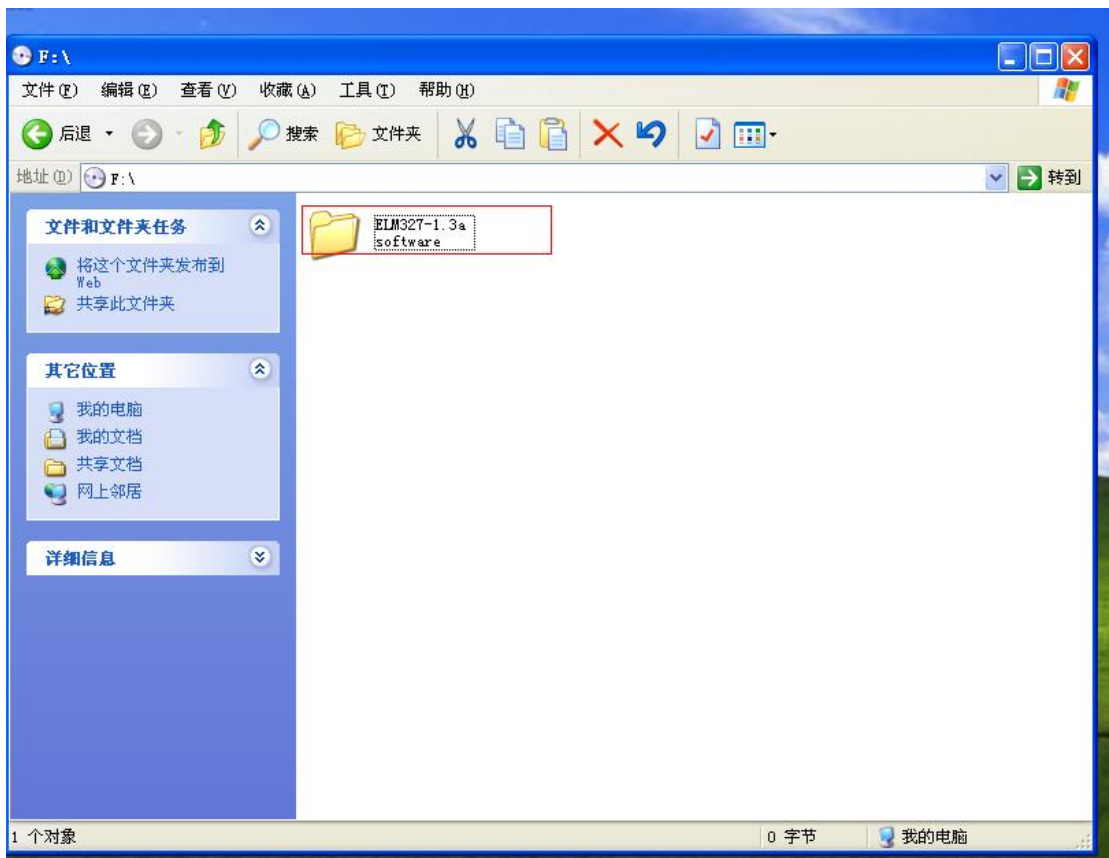 F:\
文件(F) 编辑(E) 查看(V) 收藏(A) 工具(T) 帮助(H)
后退 搜索 文件夹
地址(D) F:\ 转到
文件和文件夹任务
将这个文件夹发布到
Web
共享此文件夹
其它位置
我的电脑
我的文档
共享文档
网上邻居
详细信息
ELM327-1.3a
software
1 个对象 0 字节 我的电脑